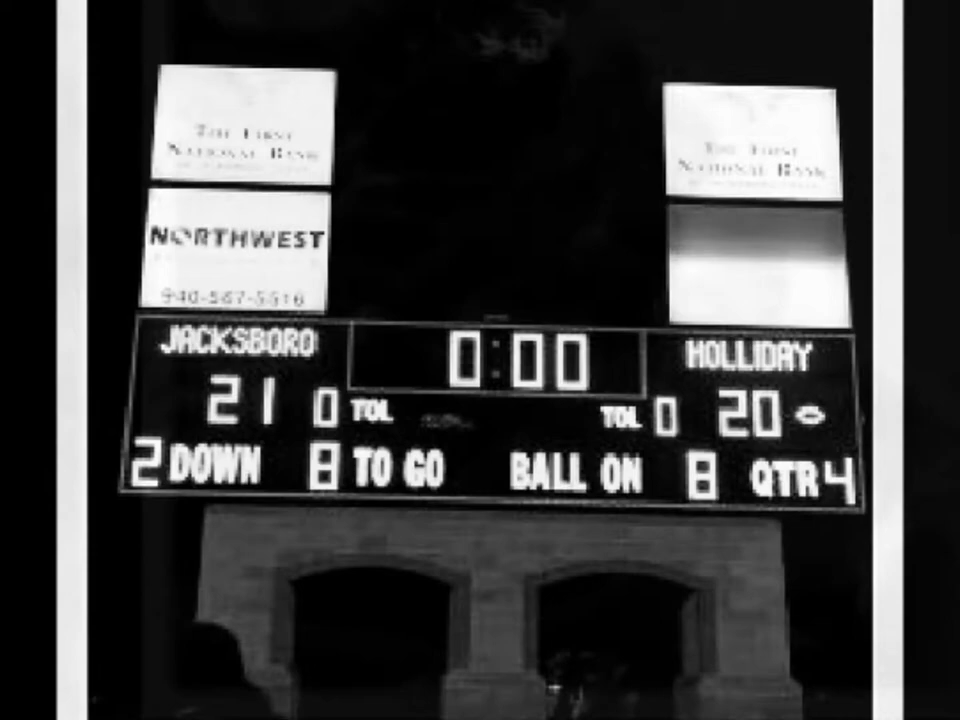 THE FIRST
NATIONAL BANK
THE FIRST
NATIONAL BANK
NORTHWEST
940-567-5516
JACKSBORO
0:00
HOLLIDAY
21 0 TOL
TOL 0 20
2 DOWN 8 TO GO BALL ON 8 QTR 4